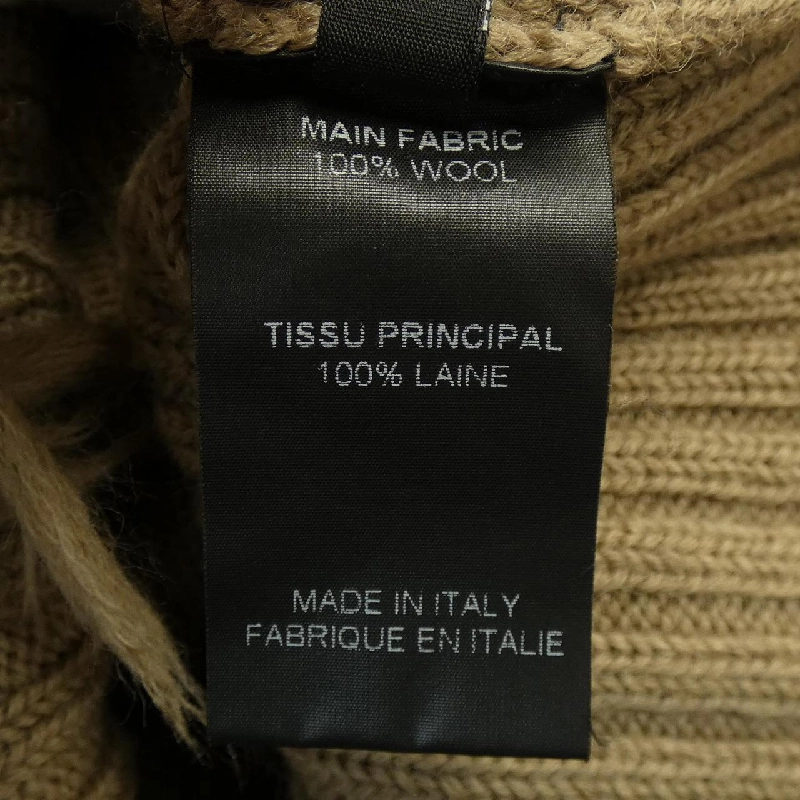 MAIN FABRIC
100% WOOL
TISSU PRINCIPAL
100% LAINE
MADE IN ITALY
FABRIQUE EN ITALIE